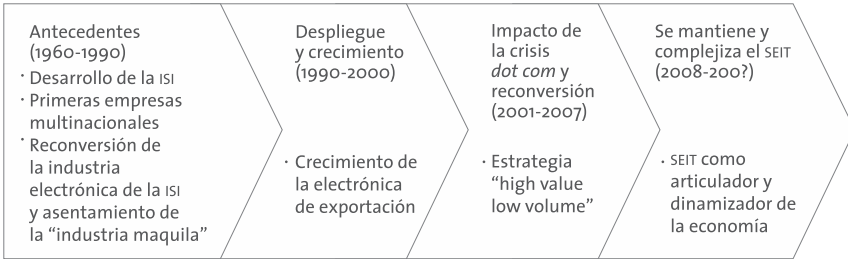 Antecedentes
(1960-1990)
· Desarrollo de la ISI
· Primeras empresas
multinacionales
· Reconversión de
la industria
electrónica de la ISI
y asentamiento de
la “industria maquila”
Despliegue
y crecimiento
(1990-2000)
· Crecimiento de
la electrónica
de exportación
Impacto de
la crisis
dot com y
reconversión
(2001-2007)
· Estrategia
“high value
low volume”
Se mantiene y
complejiza el SEIT
(2008-200?)
· SEIT como
articulador y
dinamizador de
la economía